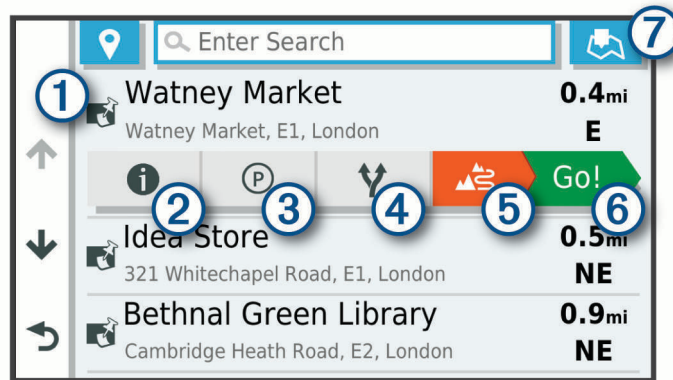 Enter Search
7
1
Watney Market
0.4mi
Watney Market, E1, London
E
i
P
Go!
2
3
4
5
6
Idea Store
0.5mi
321 Whitechapel Road, E1, London
NE
Bethnal Green Library
0.9mi
Cambridge Heath Road, E2, London
NE